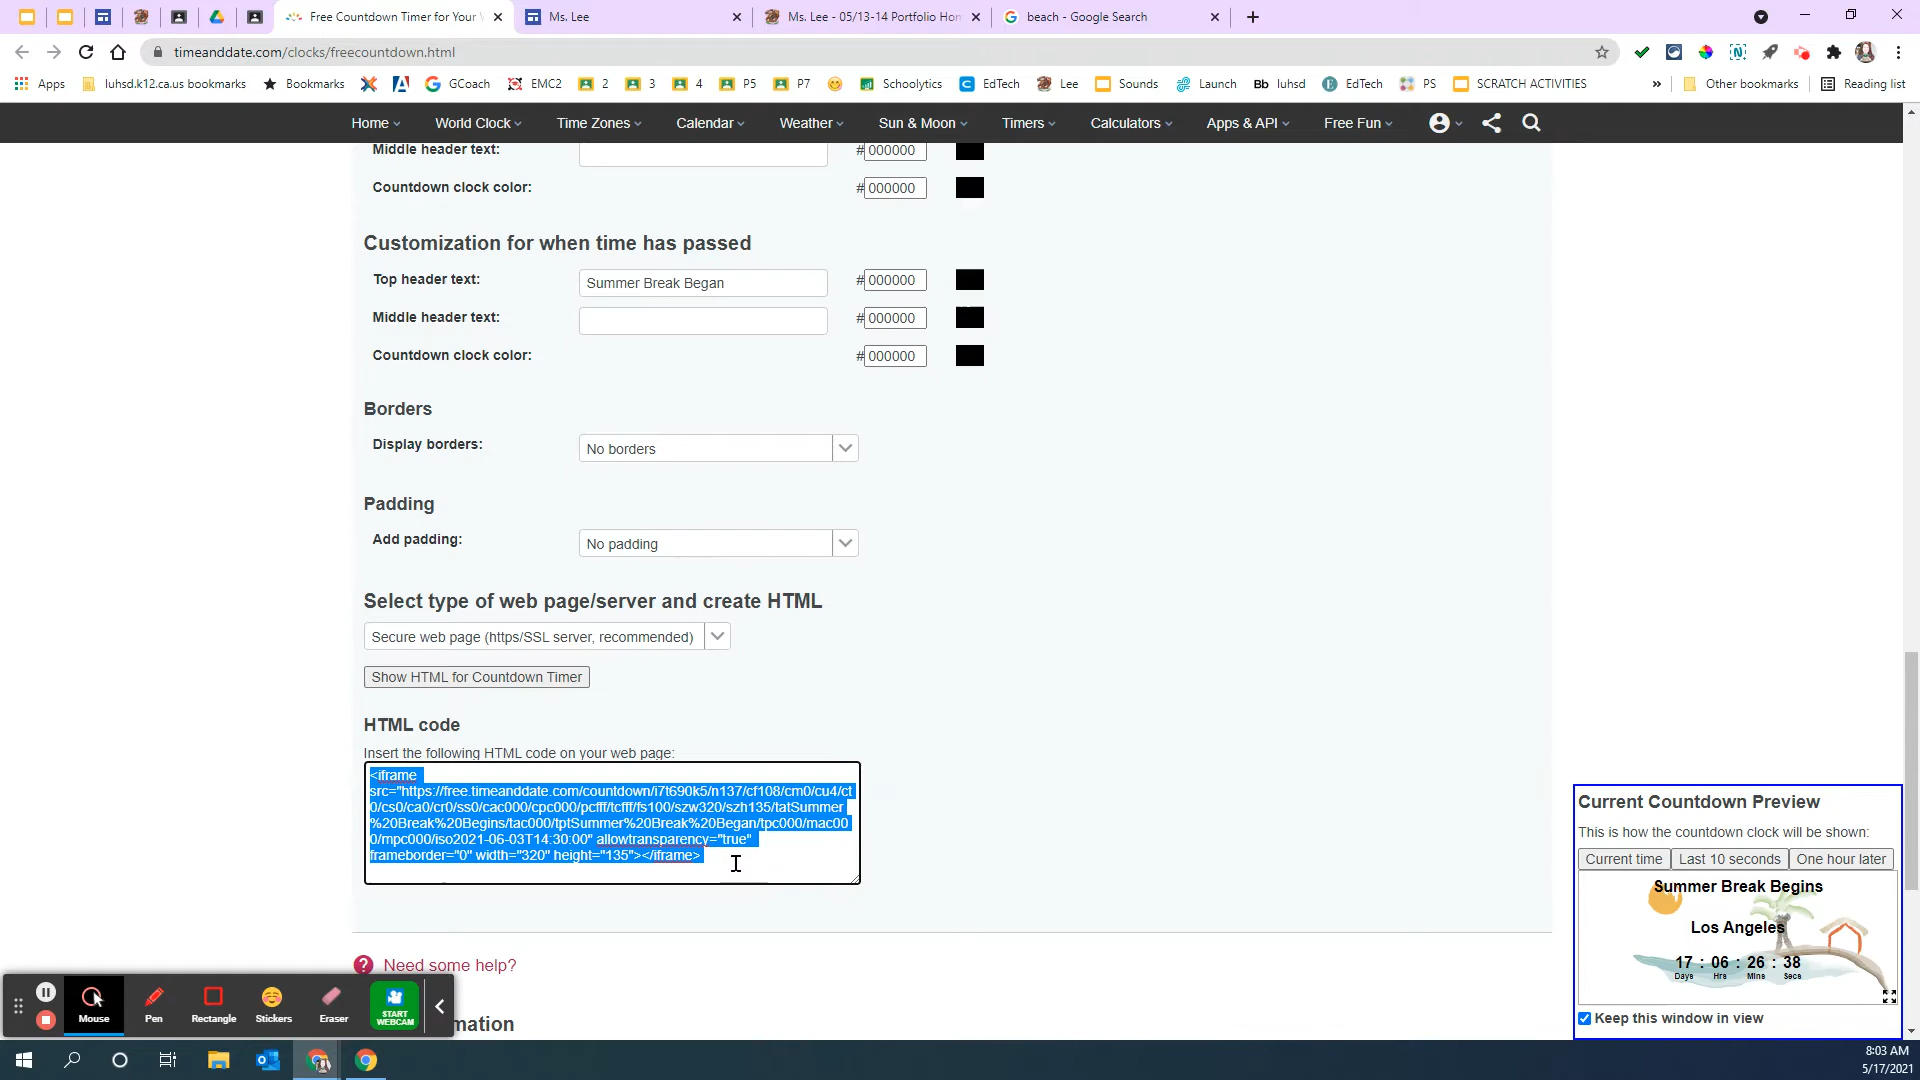 Free Countdown Timer for Your W
Ms. Lee
Ms. Lee - 05/13-14 Portfolio Hom
beach - Google Search
timeanddate.com/clocks/freecountdown.html
Apps
luhsd.k12.ca.us bookmarks
Bookmarks
GCoach
EMC2
2
3
4
P5
P7
Schoolytics
EdTech
Lee
Sounds
Launch
Bb luhsd
EdTech
PS
SCRATCH ACTIVITIES
»
Other bookmarks
Reading list
Home
World Clock
Time Zones
Calendar
Weather
Sun & Moon
Timers
Calculators
Apps & API
Free Fun
Middle header text:
#000000
Countdown clock color:
#000000
Customization for when time has passed
Top header text:
Summer Break Began
#000000
Middle header text:
#000000
Countdown clock color:
#000000
Borders
Display borders:
No borders
Padding
Add padding:
No padding
Select type of web page/server and create HTML
Secure web page (https/SSL server, recommended)
Show HTML for Countdown Timer
HTML code
Insert the following HTML code on your web page:
<iframe
src="https://free.timeanddate.com/countdown/i7t690k5/n137/cf108/cm0/cu4/ct
0/cs0/ca0/cr0/ss0/cac000/cpc000/pcfff/tcfff/fs100/szw320/szh135/tatSummer
%20Break%20Begins/tac000/tptSummer%20Break%20Began/tpc000/mac00
0/mpc000/iso2021-06-03T14:30:00" allowtransparency="true"
frameborder="0" width="320" height="135"></iframe>
Need some help?
mation
Current Countdown Preview
This is how the countdown clock will be shown:
Current time
Last 10 seconds
One hour later
Summer Break Begins
Los Angeles
17 : 06 : 26 : 38
Days Hrs Mins Secs
Keep this window in view
Mouse
Pen
Rectangle
Stickers
Eraser
START
WEBCAM
8:03 AM
5/17/2021